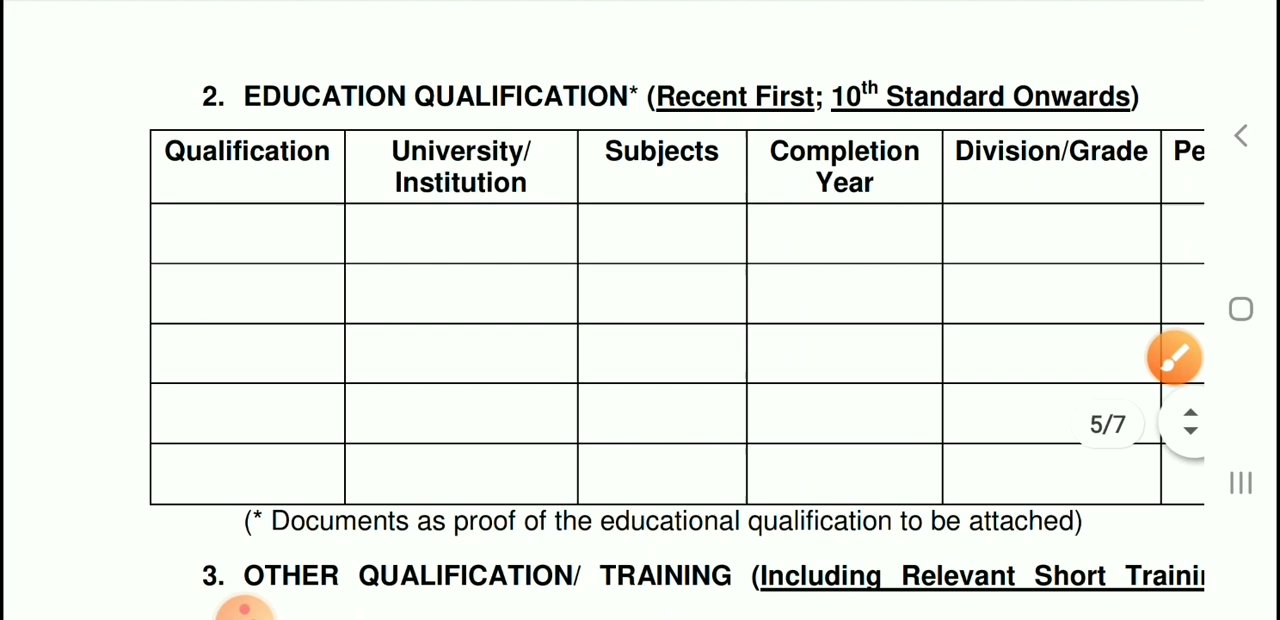 2. EDUCATION QUALIFICATION* (Recent First; 10th Standard Onwards)
Qualification University/ Institution Subjects Completion Year Division/Grade Pe
5/7
(* Documents as proof of the educational qualification to be attached)
3. OTHER QUALIFICATION/ TRAINING (Including Relevant Short Trainin